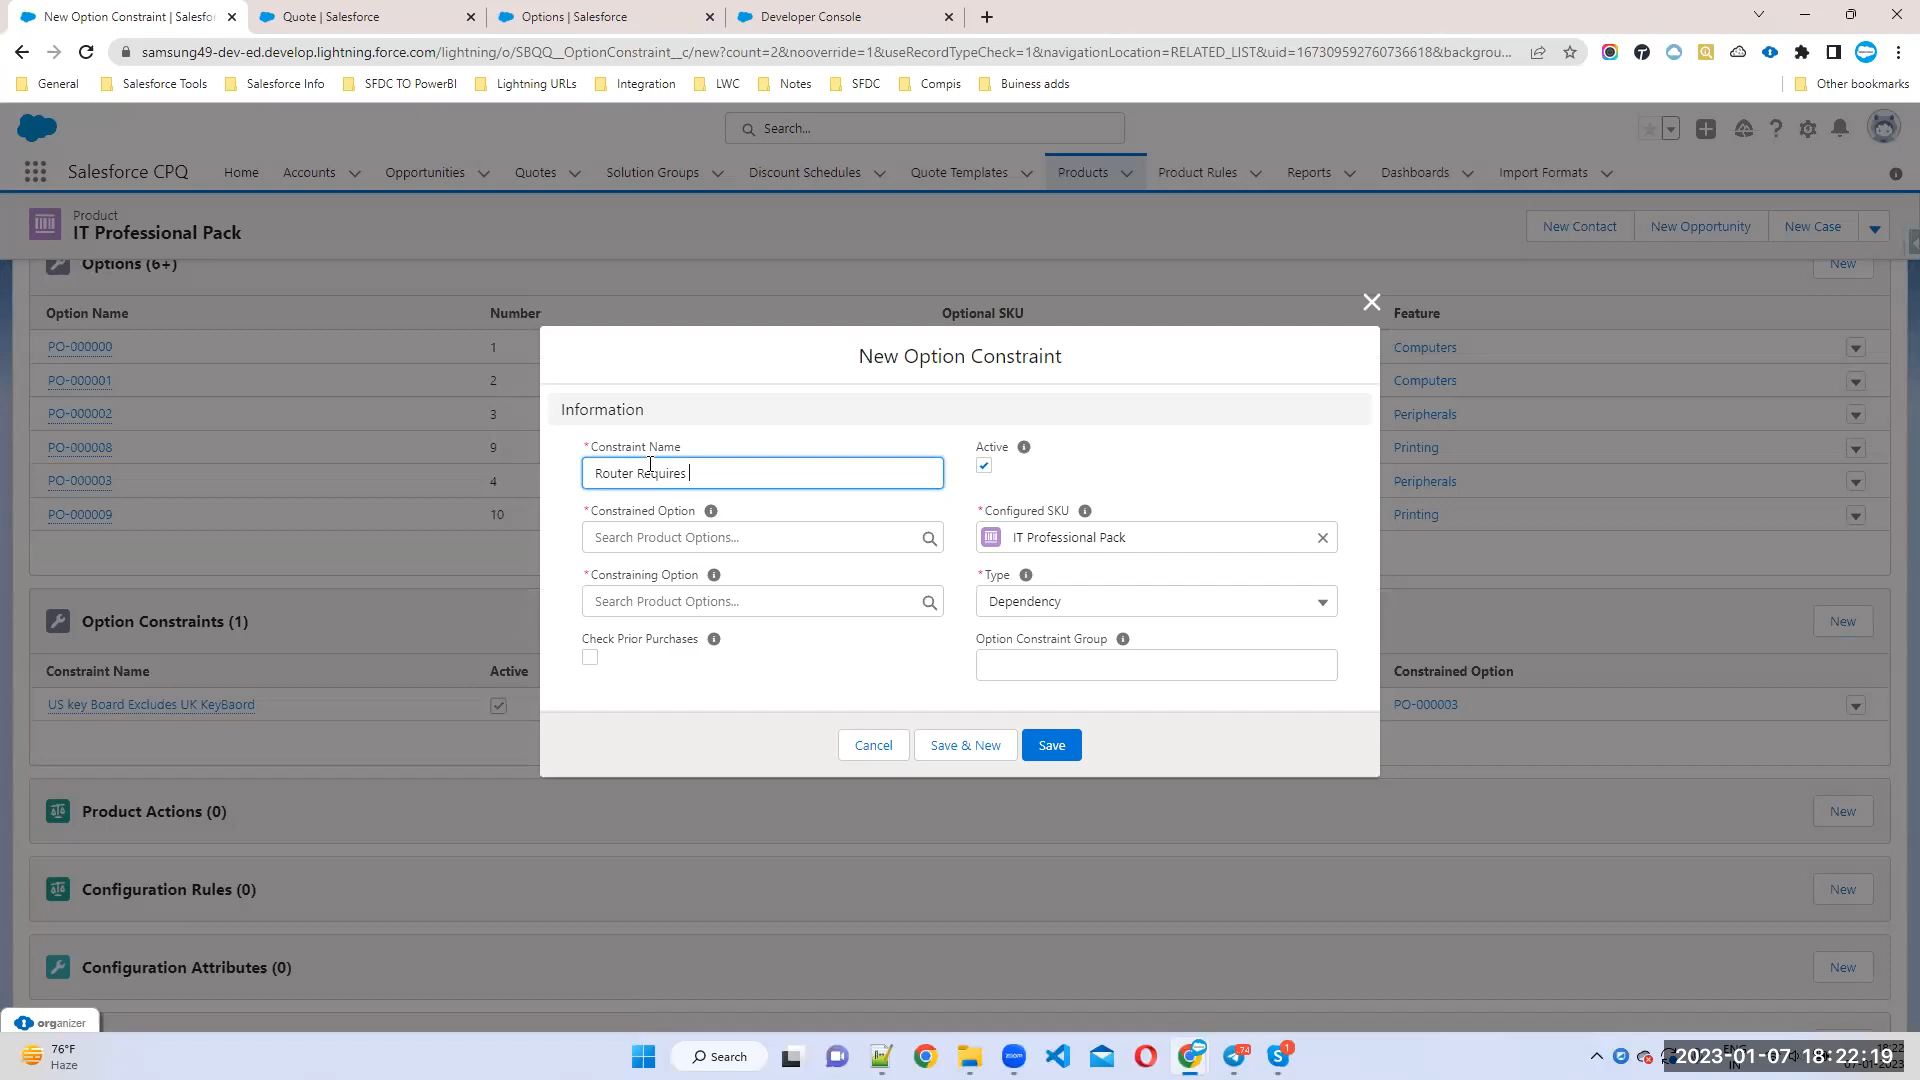 New Option Constraint | Salesfo
Quote | Salesforce
Options | Salesforce
Developer Console
samsung49-dev-ed.develop.lightning.force.com/lightning/o/SBQQ__OptionConstraint__c/new?count=2&nooverride=1&useRecordTypeCheck=1&navigationLocation=RELATED_LIST&uid=167309592760736618&backgrou...
General
Salesforce Tools
Salesforce Info
SFDC TO PowerBI
Lightning URLs
Integration
LWC
Notes
SFDC
Compis
Buiness adds
Other bookmarks
Search...
Salesforce CPQ
Home
Accounts
Opportunities
Quotes
Solution Groups
Discount Schedules
Quote Templates
Products
Product Rules
Reports
Dashboards
Import Formats
Product
IT Professional Pack
New Contact
New Opportunity
New Case
Options (6+)
New
Option Name
Number
Optional SKU
Feature
PO-000000
1
Computers
PO-000001
2
Computers
PO-000002
3
Peripherals
PO-000008
9
Printing
PO-000003
4
Peripherals
PO-000009
10
Printing
New Option Constraint
Information
*Constraint Name
Router Requires
Active
*Constrained Option
Search Product Options...
*Configured SKU
IT Professional Pack
*Constraining Option
Search Product Options...
*Type
Dependency
Check Prior Purchases
Option Constraint Group
Cancel
Save & New
Save
Option Constraints (1)
New
Constraint Name
Active
Constrained Option
US key Board Excludes UK KeyBaord
PO-000003
Product Actions (0)
New
Configuration Rules (0)
New
Configuration Attributes (0)
New
organizer
76°F
Haze
Search
zoom
74
1
2023-01-07 18:22:19